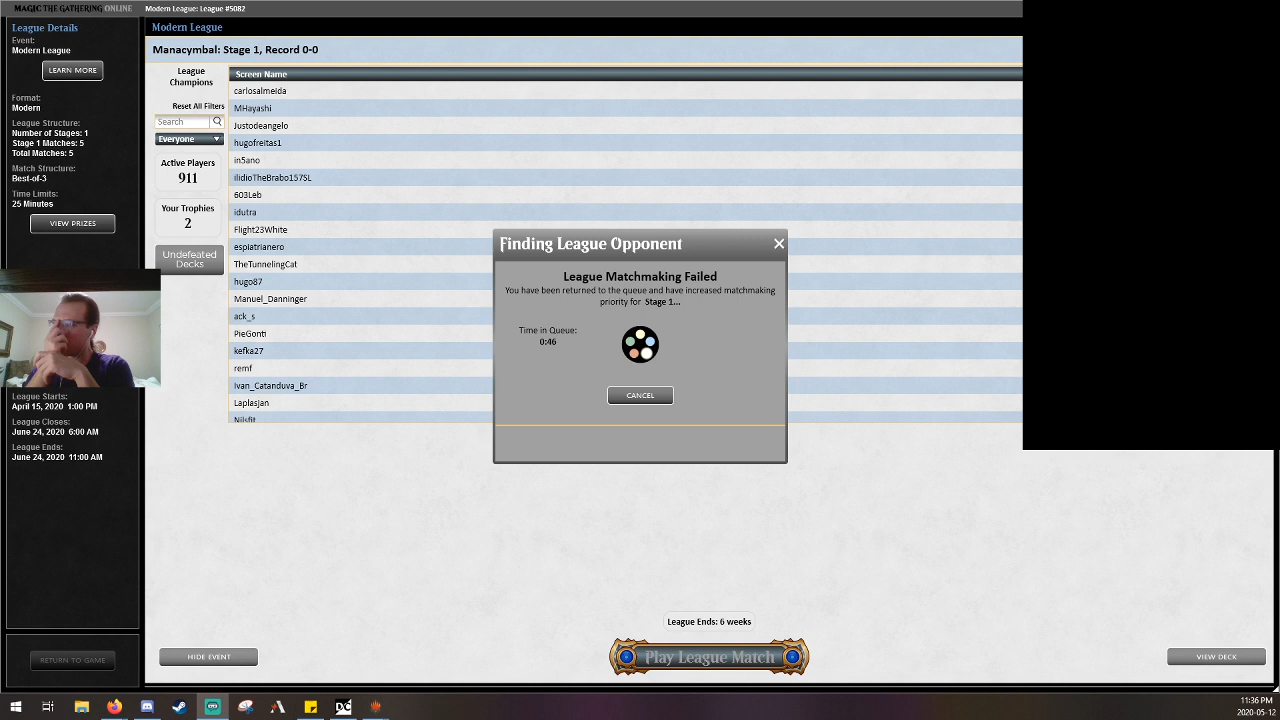 MAGIC THE GATHERING ONLINE
Modern League: League #5082
League Details
Event:
Modern League
LEARN MORE
Format:
Modern
League Structure:
Number of Stages: 1
Stage 1 Matches: 5
Total Matches: 5
Match Structure:
Best-of-3
Time Limits:
25 Minutes
VIEW PRIZES
League Starts:
April 15, 2020 1:00 PM
League Closes:
June 24, 2020 6:00 AM
League Ends:
June 24, 2020 11:00 AM
RETURN TO GAME
Modern League
Manacymbal: Stage 1, Record 0-0
League
Champions
Reset All Filters
Search
Everyone
Active Players
911
Your Trophies
2
Undefeated
Decks
Screen Name
carlosalmeida
MHayashi
Justodeangelo
hugofreitas1
in5ano
ilidioTheBrabo157SL
603Leb
idutra
Flight23White
espiatrianero
TheTunnelingCat
hugo87
Manuel_Danninger
ack_s
PieGonti
kefka27
remf
Ivan_Catanduva_Br
LaplasJan
Finding League Opponent
League Matchmaking Failed
You have been returned to the queue and have increased matchmaking
priority for Stage 1...
Time in Queue:
0:46
CANCEL
League Ends: 6 weeks
HIDE EVENT
Play League Match
VIEW DECK
DC
11:36 PM
2020-05-12